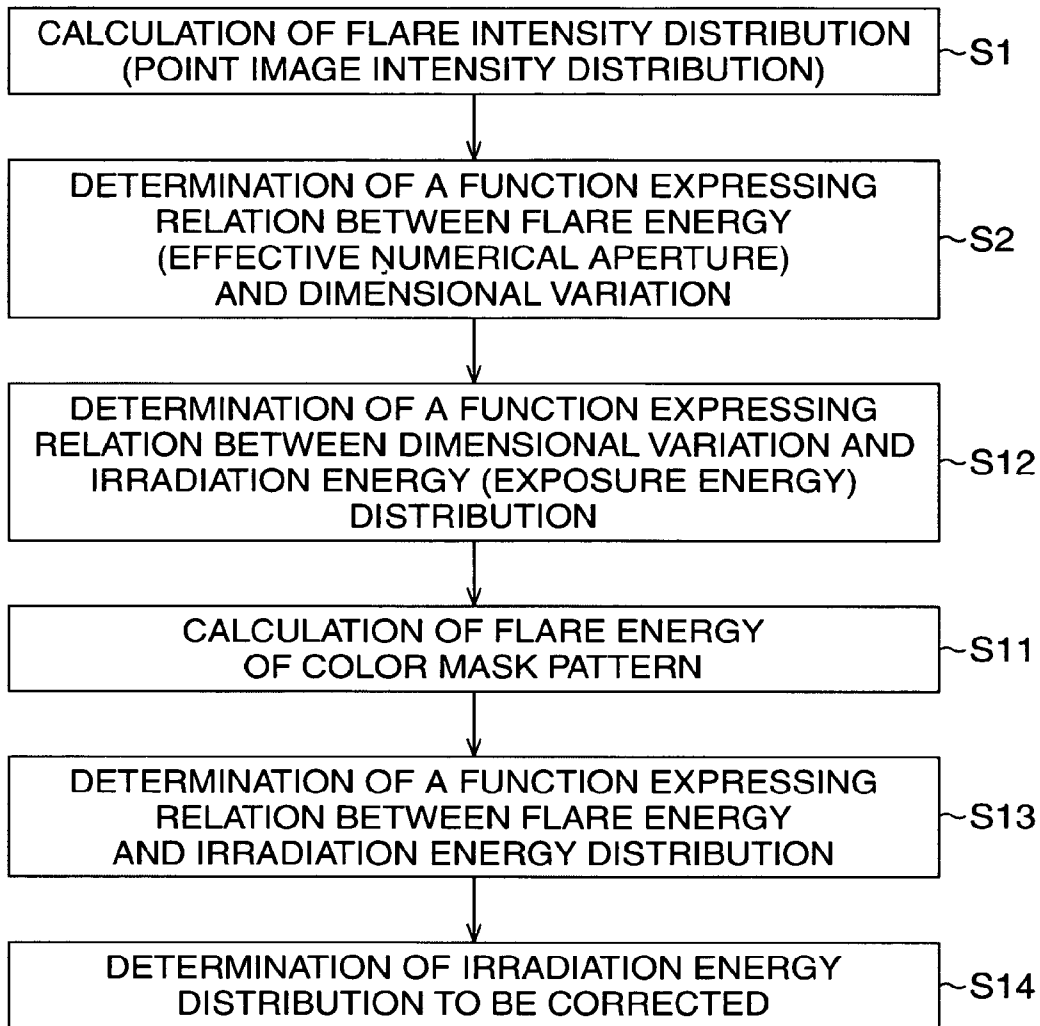 CALCULATION OF FLARE INTENSITY DISTRIBUTION
(POINT IMAGE INTENSITY DISTRIBUTION)
~S1
DETERMINATION OF A FUNCTION EXPRESSING
RELATION BETWEEN FLARE ENERGY
(EFFECTIVE NUMERICAL APERTURE)
AND DIMENSIONAL VARIATION
~S2
DETERMINATION OF A FUNCTION EXPRESSING
RELATION BETWEEN DIMENSIONAL VARIATION AND
IRRADIATION ENERGY (EXPOSURE ENERGY)
DISTRIBUTION
~S12
CALCULATION OF FLARE ENERGY
OF COLOR MASK PATTERN
~S11
DETERMINATION OF A FUNCTION EXPRESSING
RELATION BETWEEN FLARE ENERGY
AND IRRADIATION ENERGY DISTRIBUTION
~S13
DETERMINATION OF IRRADIATION ENERGY
DISTRIBUTION TO BE CORRECTED
~S14